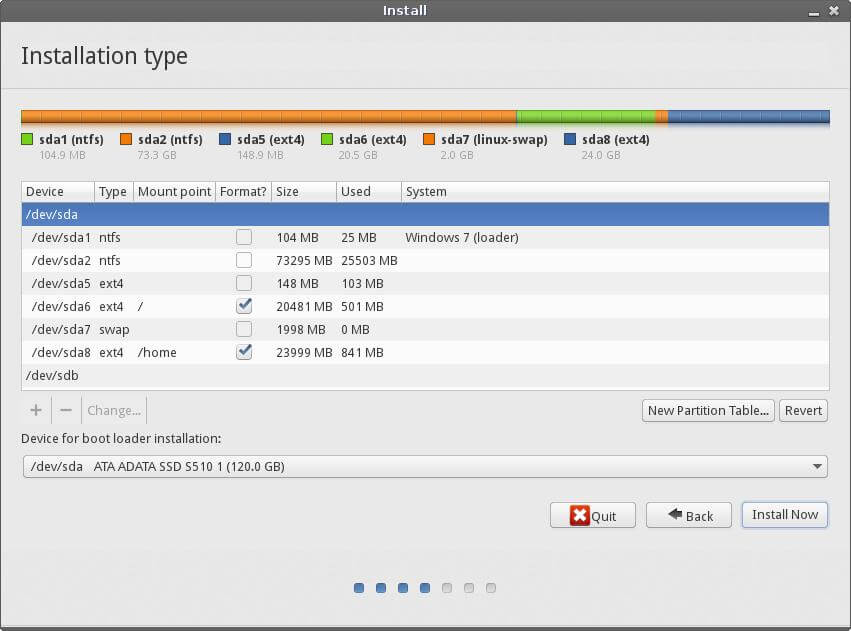 Install
Installation type
sda1 (ntfs) sda2 (ntfs) sda5 (ext4) sda6 (ext4) sda7 (linux-swap) sda8 (ext4)
104.9 MB 73.3 GB 148.9 MB 20.5 GB 2.0 GB 24.0 GB
Device Type Mount point Format? Size Used System
/dev/sda
/dev/sda1 ntfs 104 MB 25 MB Windows 7 (loader)
/dev/sda2 ntfs 73295 MB 25503 MB
/dev/sda5 ext4 148 MB 103 MB
/dev/sda6 ext4 / 20481 MB 501 MB
/dev/sda7 swap 1998 MB 0 MB
/dev/sda8 ext4 /home 23999 MB 841 MB
/dev/sdb
+ − Change... New Partition Table... Revert
Device for boot loader installation:
/dev/sda ATA ADATA SSD S510 1 (120.0 GB)
Quit Back Install Now